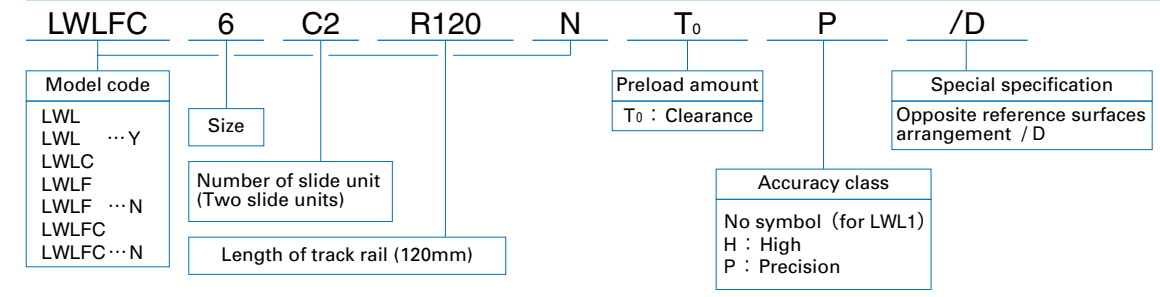 LWLFC 6 C2 R120 N T₀ P /D
Model code
LWL
LWL …Y
LWLC
LWLF
LWLF …N
LWLFC
LWLFC…N
Size
Number of slide unit
(Two slide units)
Length of track rail (120mm)
Preload amount
T₀ : Clearance
Accuracy class
No symbol (for LWL1)
H : High
P : Precision
Special specification
Opposite reference surfaces
arrangement / D